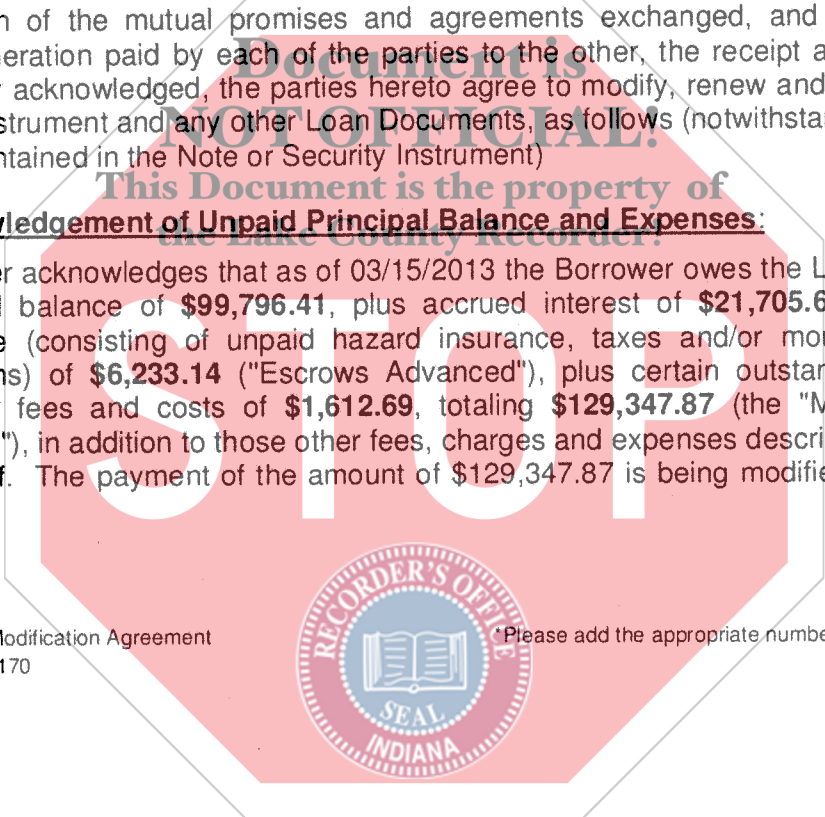 of the mutual promises and agreements exchanged, and
eration paid by each of the parties to the other, the receipt a
acknowledged, the parties hereto agree to modify, renew and
strument and any other Loan Documents, as follows (notwithstan
ntained in the Note or Security Instrument)
Document is
NOT OFFICIAL!
This Document is the property of
the Lake County Recorder!
ledgement of Unpaid Principal Balance and Expenses:
er acknowledges that as of 03/15/2013 the Borrower owes the L
balance of $99,796.41, plus accrued interest of $21,705.6
e (consisting of unpaid hazard insurance, taxes and/or mo
ns) of $6,233.14 ("Escrows Advanced"), plus certain outstan
fees and costs of $1,612.69, totaling $129,347.87 (the "M
"), in addition to those other fees, charges and expenses descri
f. The payment of the amount of $129,347.87 is being modifie
STOP
RECORDER'S OFFICE
SEAL
INDIANA
Modification Agreement
*Please add the appropriate numbe
170